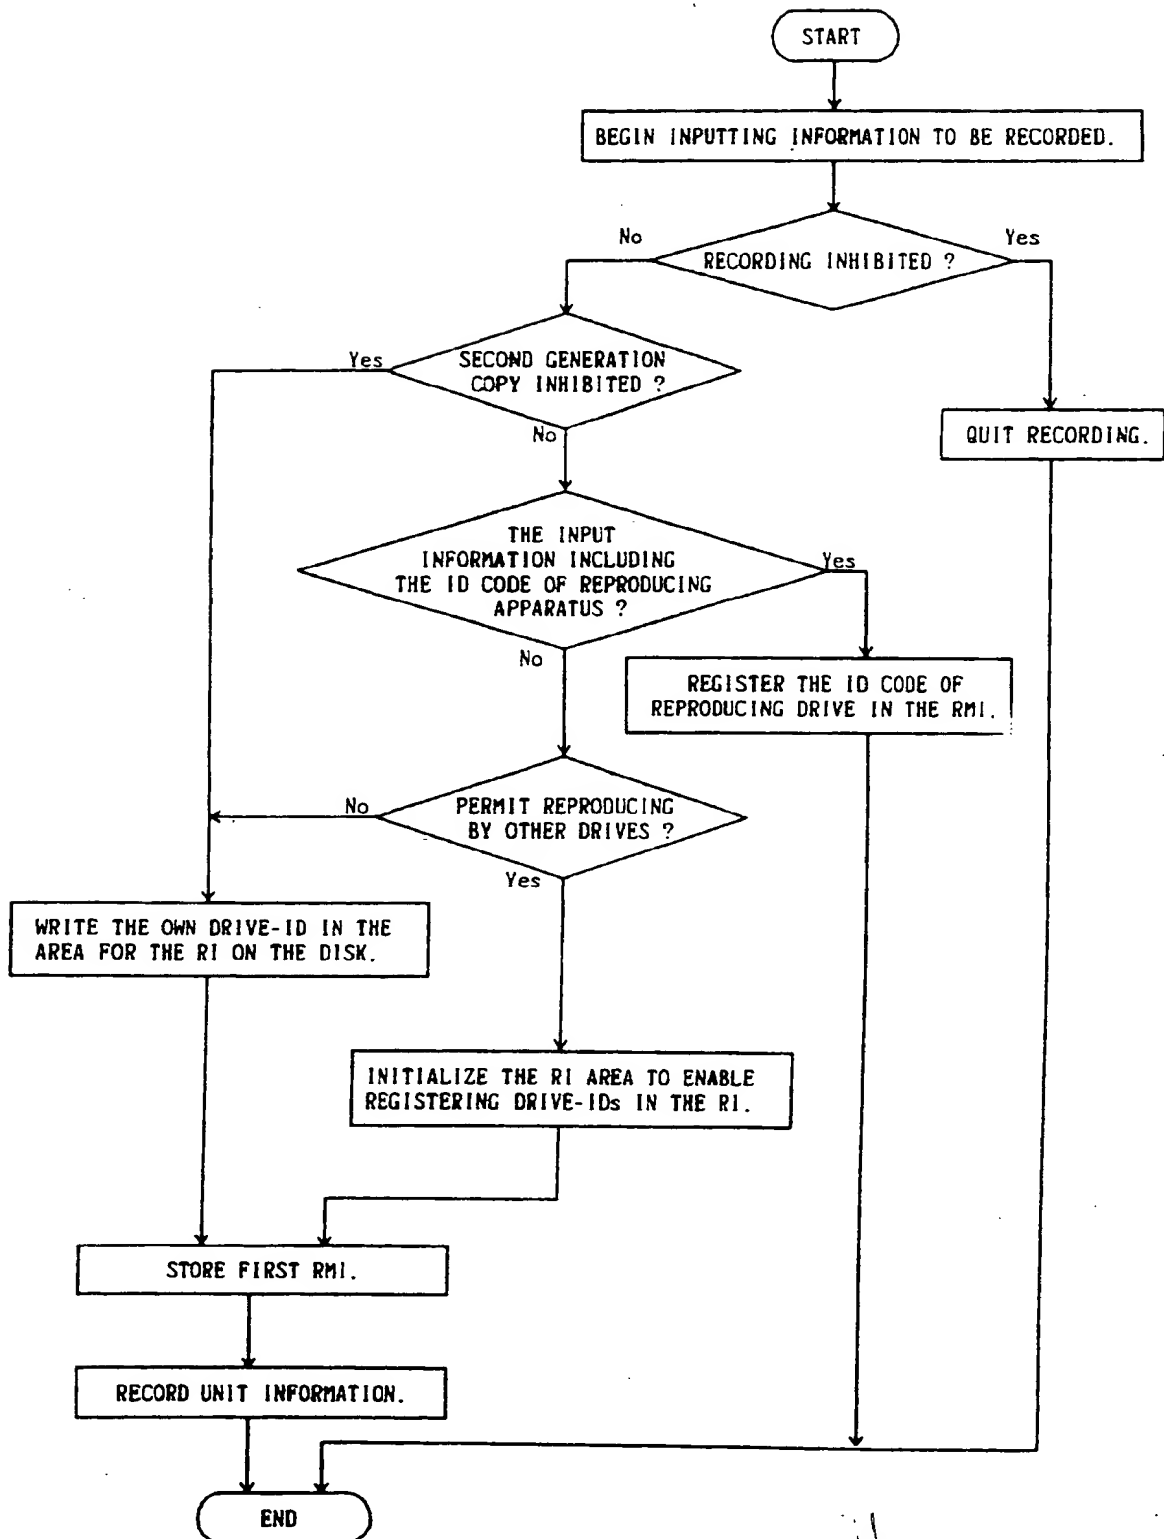 START
BEGIN INPUTTING INFORMATION TO BE RECORDED.
No
Yes
RECORDING INHIBITED ?
Yes
SECOND GENERATION
COPY INHIBITED ?
No
QUIT RECORDING.
THE INPUT
INFORMATION INCLUDING
THE ID CODE OF REPRODUCING
APPARATUS ?
Yes
No
REGISTER THE ID CODE OF
REPRODUCING DRIVE IN THE RMI.
No
PERMIT REPRODUCING
BY OTHER DRIVES ?
Yes
WRITE THE OWN DRIVE-ID IN THE
AREA FOR THE RI ON THE DISK.
INITIALIZE THE RI AREA TO ENABLE
REGISTERING DRIVE-IDs IN THE RI.
STORE FIRST RMI.
RECORD UNIT INFORMATION.
END